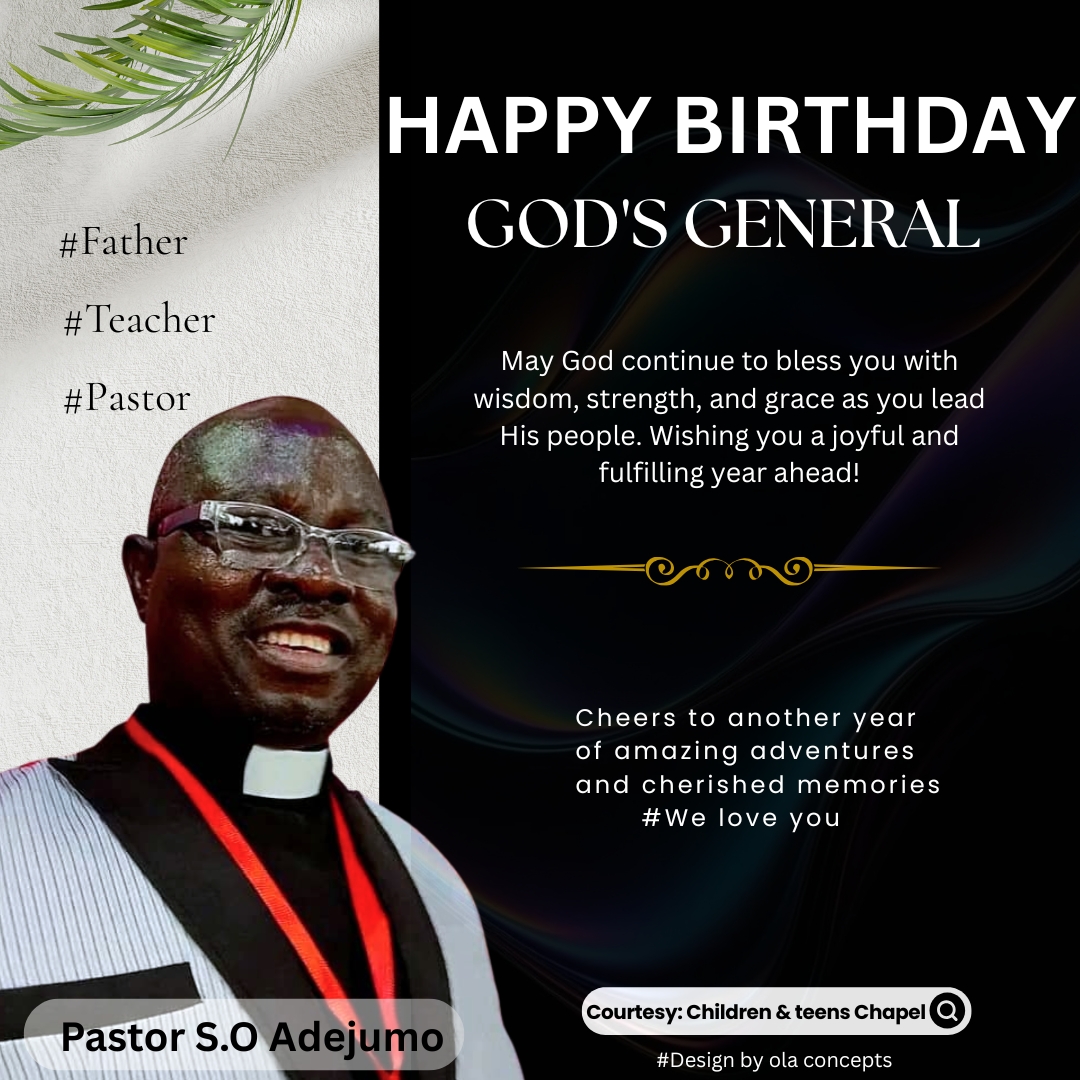 HAPPY BIRTHDAY
GOD'S GENERAL
#Father
#Teacher
#Pastor
May God continue to bless you with
wisdom, strength, and grace as you lead
His people. Wishing you a joyful and
fulfilling year ahead!
Cheers to another year
of amazing adventures
and cherished memories
#We love you
Pastor S.O Adejumo
Courtesy: Children & teens Chapel
#Design by ola concepts